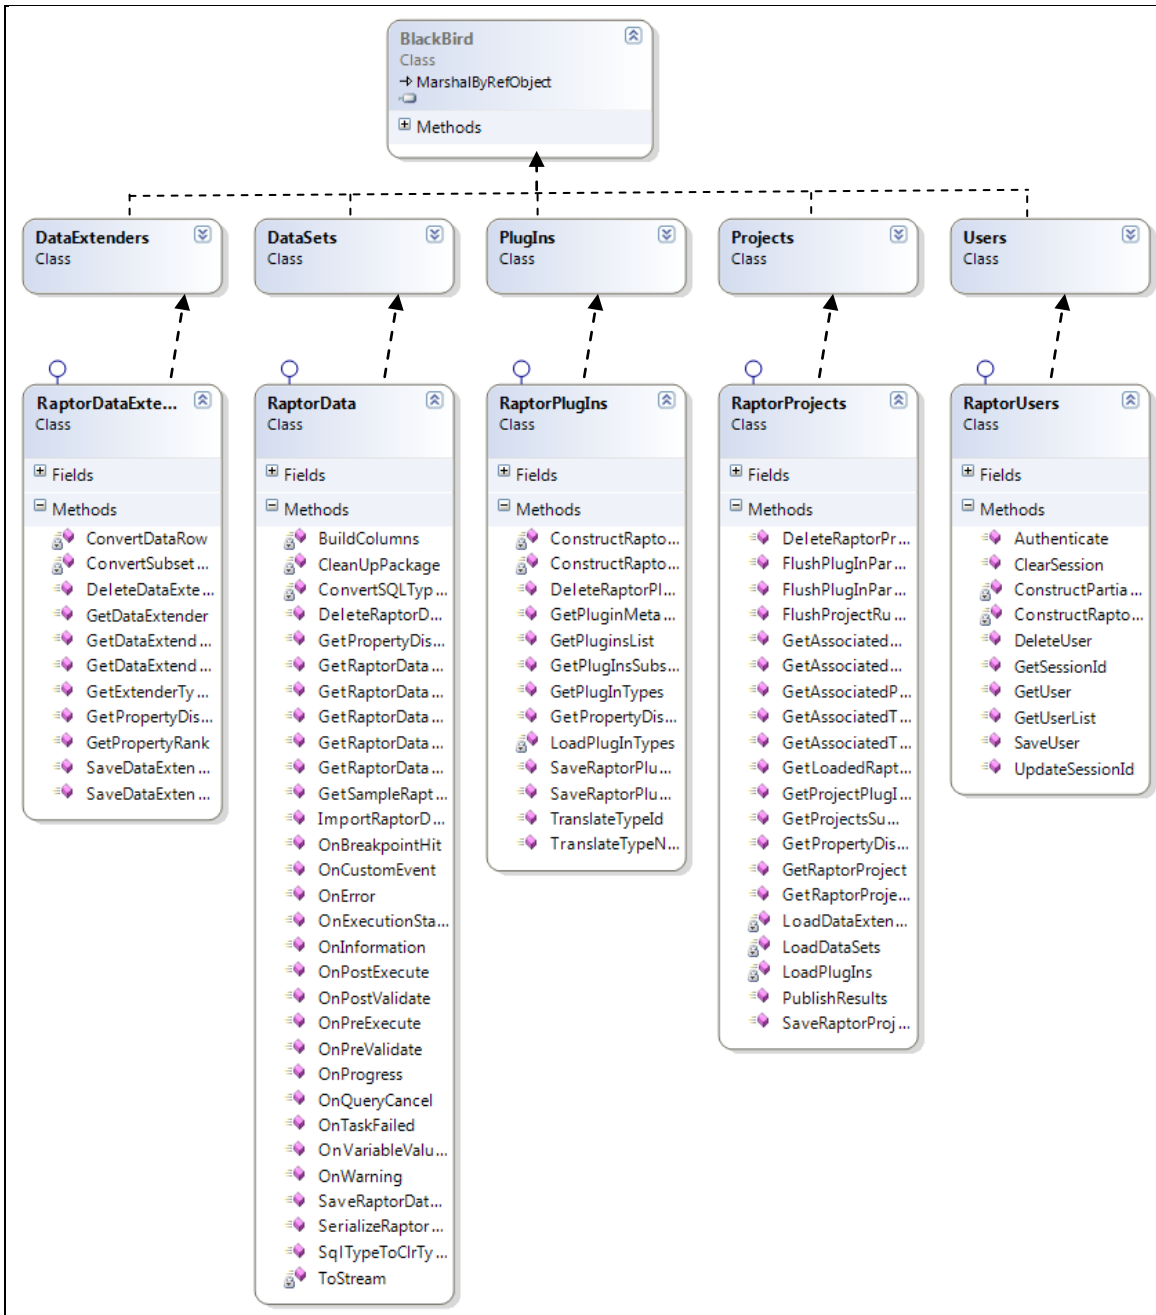 BlackBird
Class
MarshalByRefObject
Methods
DataExtenders
Class
DataSets
Class
PlugIns
Class
Projects
Class
Users
Class
RaptorDataExte...
Class
Fields
Methods
ConvertDataRow
ConvertSubset...
DeleteDataExte...
GetDataExtender
GetDataExtend...
GetDataExtend...
GetExtenderTy...
GetPropertyDis...
GetPropertyRank
SaveDataExten...
SaveDataExten...
RaptorData
Class
Fields
Methods
BuildColumns
CleanUpPackage
ConvertSQLTyp...
DeleteRaptorD...
GetPropertyDis...
GetRaptorData...
GetRaptorData...
GetRaptorData...
GetRaptorData...
GetRaptorData...
GetSampleRapt...
ImportRaptorD...
OnBreakpointHit
OnCustomEvent
OnError
OnExecutionSta...
OnInformation
OnPostExecute
OnPostValidate
OnPreExecute
OnPreValidate
OnProgress
OnQueryCancel
OnTaskFailed
OnVariableValu...
OnWarning
SaveRaptorDat...
SerializeRaptor...
SqlTypeToClrTy...
ToStream
RaptorPlugIns
Class
Fields
Methods
ConstructRapto...
ConstructRapto...
DeleteRaptorPl...
GetPluginMeta...
GetPluginsList
GetPlugInsSubs...
GetPlugInTypes
GetPropertyDis...
LoadPlugInTypes
SaveRaptorPlu...
SaveRaptorPlu...
TranslateTypeId
TranslateTypeN...
RaptorProjects
Class
Fields
Methods
DeleteRaptorPr...
FlushPlugInPar...
FlushPlugInPar...
FlushProjectRu...
GetAssociated...
GetAssociated...
GetAssociatedP...
GetAssociatedT...
GetAssociatedT...
GetLoadedRapt...
GetProjectPlugI...
GetProjectsSu...
GetPropertyDis...
GetRaptorProject
GetRaptorProje...
LoadDataExten...
LoadDataSets
LoadPlugIns
PublishResults
SaveRaptorProj...
RaptorUsers
Class
Fields
Methods
Authenticate
ClearSession
ConstructPartia...
ConstructRapto...
DeleteUser
GetSessionId
GetUser
GetUserList
SaveUser
UpdateSessionId